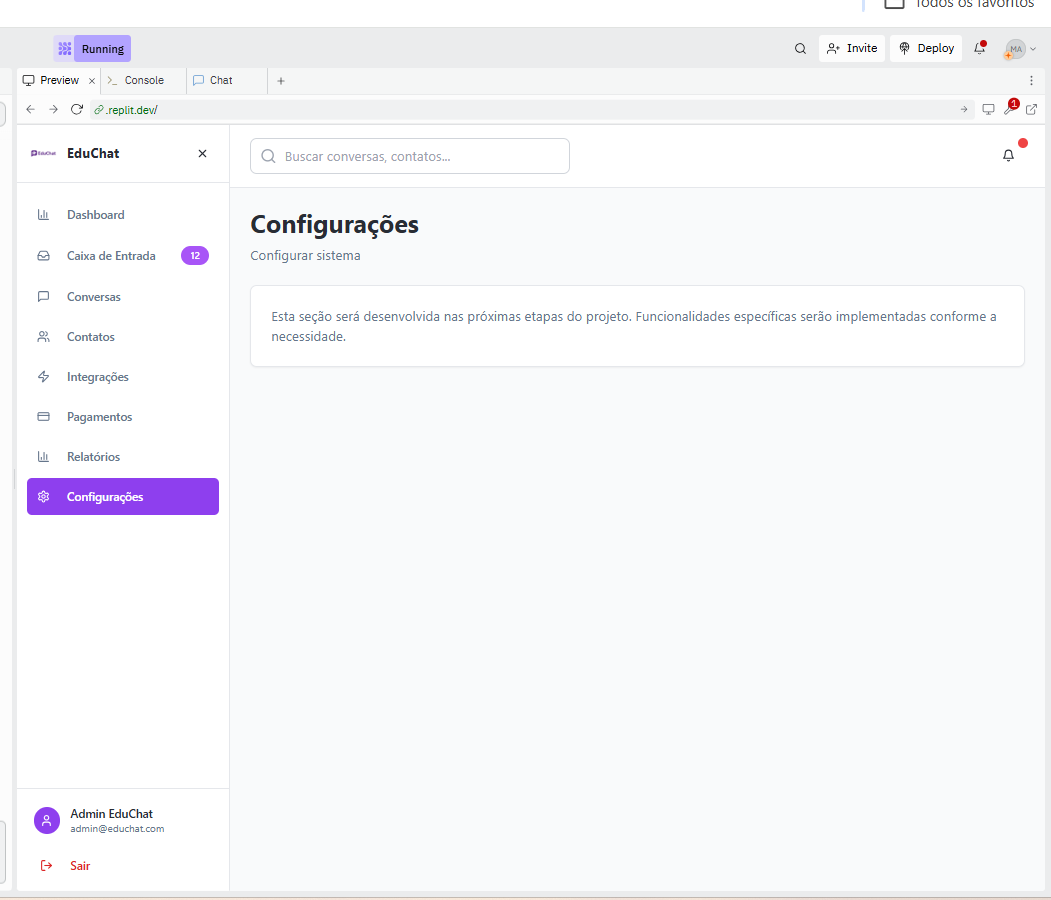 Todos os favoritos
Running
Invite
Deploy
MA
Preview
Console
Chat
.replit.dev/
1
EduChat
EduChat
Buscar conversas, contatos...
Dashboard
Caixa de Entrada
12
Conversas
Contatos
Integrações
Pagamentos
Relatórios
Configurações
Configurações
Configurar sistema
Esta seção será desenvolvida nas próximas etapas do projeto. Funcionalidades específicas serão implementadas conforme a
necessidade.
Admin EduChat
admin@educhat.com
Sair